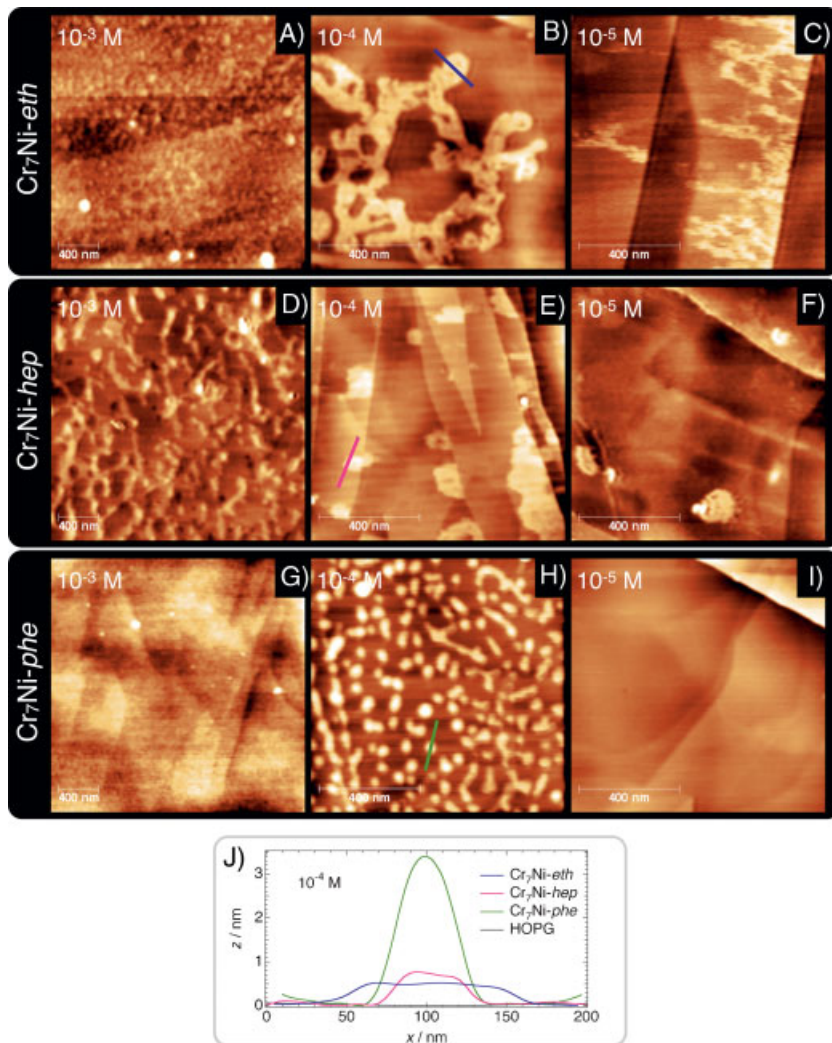 Cr₇Ni-eth
10⁻³ M A)
400 nm
10⁻⁴ M B)
400 nm
10⁻⁵ M C)
400 nm
Cr₇Ni-hep
10⁻³ M D)
400 nm
10⁻⁴ M E)
400 nm
10⁻⁵ M F)
400 nm
Cr₇Ni-phe
10⁻³ M G)
400 nm
10⁻⁴ M H)
400 nm
10⁻⁵ M I)
400 nm
J)
10⁻⁴ M
Cr₇Ni-eth
Cr₇Ni-hep
Cr₇Ni-phe
HOPG
z / nm
3
2
1
0
0 50 100 150 200
x / nm